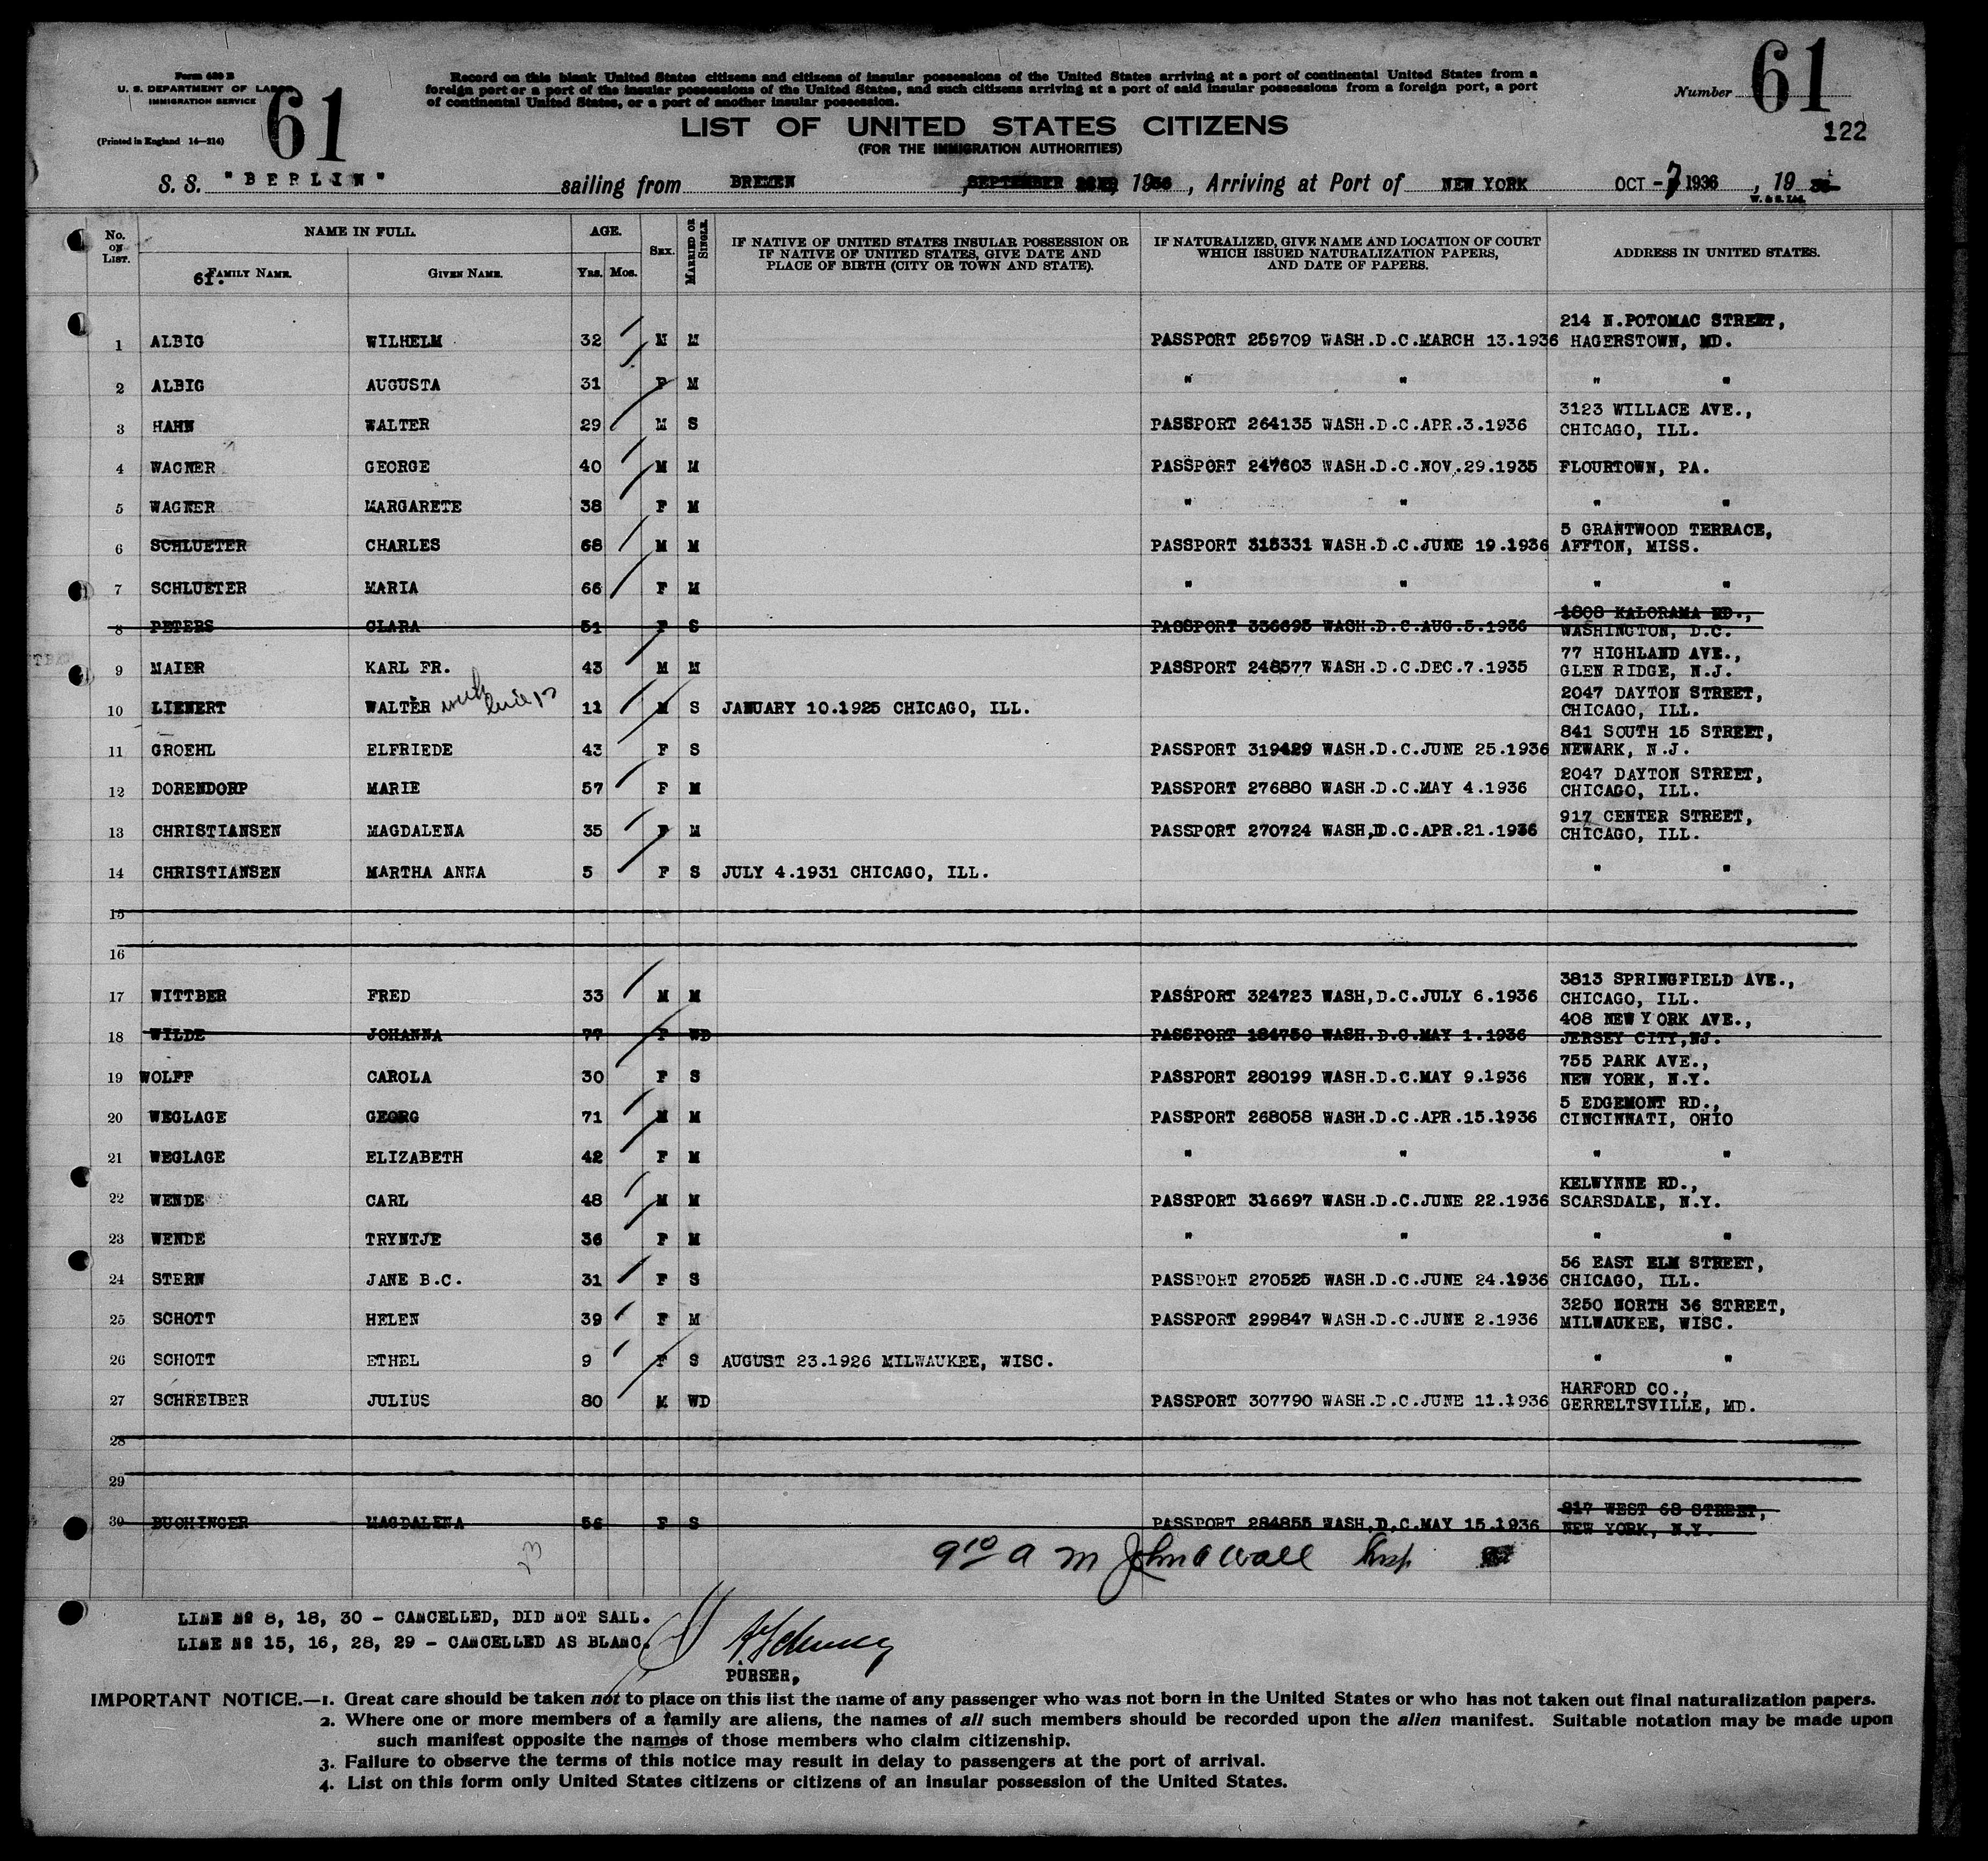 Form 630 B
U. S. DEPARTMENT OF LABOR
IMMIGRATION SERVICE
(Printed in England 14—214)
61
Record on this blank United States citizens and citizens of insular possessions of the United States arriving at a port of continental United States from a
foreign port or a port of the insular possessions of the United States, and such citizens arriving at a port of said insular possessions from a foreign port, a port
of continental United States, or a port of another insular possession.
Number 61
122
LIST OF UNITED STATES CITIZENS
(FOR THE IMMIGRATION AUTHORITIES)
S. S. "BERLIN" sailing from BREMEN, SEPTEMBER 1936, Arriving at Port of NEW YORK OCT -7 1936, 19 36
W. & S. Ltd.
No. ON LIST. NAME IN FULL. AGE. SEX. MARRIED OR SINGLE. IF NATIVE OF UNITED STATES INSULAR POSSESSION OR IF NATIVE OF UNITED STATES, GIVE DATE AND PLACE OF BIRTH (CITY OR TOWN AND STATE). IF NATURALIZED, GIVE NAME AND LOCATION OF COURT WHICH ISSUED NATURALIZATION PAPERS, AND DATE OF PAPERS. ADDRESS IN UNITED STATES.
61. FAMILY NAME. GIVEN NAME. Yrs. Mos.
1 ALBIG WILHELM 32 M M PASSPORT 259709 WASH.D.C.MARCH 13.1936 214 N.POTOMAC STREET, HAGERSTOWN, MD.
2 ALBIG AUGUSTA 31 F M " " " "
3 HAHN WALTER 29 M S PASSPORT 264135 WASH.D.C.APR.3.1936 3123 WILLACE AVE., CHICAGO, ILL.
4 WAGNER GEORGE 40 M M PASSPORT 247603 WASH.D.C.NOV.29.1935 FLOURTOWN, PA.
5 WAGNER MARGARETE 38 F M " " " "
6 SCHLUETER CHARLES 68 M M PASSPORT 315331 WASH.D.C.JUNE 19.1936 5 GRANTWOOD TERRACE, AFFTON, MISS.
7 SCHLUETER MARIA 66 F M " " " "
8 PETERS CLARA 51 F S PASSPORT 336695 WASH.D.C.AUG.5.1936 1808 KALORAMA RD., WASHINGTON, D.C.
9 MAIER KARL FR. 43 M M PASSPORT 248577 WASH.D.C.DEC.7.1935 77 HIGHLAND AVE., GLEN RIDGE, N.J.
10 LIENERT WALTER with line 12 11 M S JANUARY 10.1925 CHICAGO, ILL. 2047 DAYTON STREET, CHICAGO, ILL.
11 GROEHL ELFRIEDE 43 F S PASSPORT 319429 WASH.D.C.JUNE 25.1936 841 SOUTH 15 STREET, NEWARK, N.J.
12 DORENDORP MARIE 57 F M PASSPORT 276880 WASH.D.C.MAY 4.1936 2047 DAYTON STREET, CHICAGO, ILL.
13 CHRISTIANSEN MAGDALENA 35 F M PASSPORT 270724 WASH,D.C.APR.21.1936 917 CENTER STREET, CHICAGO, ILL.
14 CHRISTIANSEN MARTHA ANNA 5 F S JULY 4.1931 CHICAGO, ILL. " "
15
16
17 WITTBER FRED 33 M M PASSPORT 324723 WASH,D.C.JULY 6.1936 3813 SPRINGFIELD AVE., CHICAGO, ILL.
18 WILDE JOHANNA 77 F WD PASSPORT 184750 WASH.D.C.MAY 1.1936 408 NEW YORK AVE., JERSEY CITY,NJ.
19 WOLFF CAROLA 30 F S PASSPORT 280199 WASH.D.C.MAY 9.1936 755 PARK AVE., NEW YORK, N.Y.
20 WEGLAGE GEORG 71 M M PASSPORT 268058 WASH.D.C.APR.15.1936 5 EDGEMONT RD., CINCINNATI, OHIO
21 WEGLAGE ELIZABETH 42 F M " " " "
22 WENDE CARL 48 M M PASSPORT 316697 WASH.D.C.JUNE 22.1936 KELWYNNE RD., SCARSDALE, N.Y.
23 WENDE TRYNTJE 36 F M " " " "
24 STERN JANE B.C. 31 F S PASSPORT 270525 WASH.D.C.JUNE 24.1936 56 EAST ELM STREET, CHICAGO, ILL.
25 SCHOTT HELEN 39 F M PASSPORT 299847 WASH.D.C.JUNE 2.1936 3250 NORTH 36 STREET, MILWAUKEE, WISC.
26 SCHOTT ETHEL 9 F S AUGUST 23.1926 MILWAUKEE, WISC. " "
27 SCHREIBER JULIUS 80 M WD PASSPORT 307790 WASH.D.C.JUNE 11.1936 HARFORD CO., GERRELTSVILLE, MD.
28
29
30 BUCHINGER MAGDALENA 56 F S PASSPORT 284855 WASH,D,C.MAY 15.1936 217 WEST 68 STREET, NEW YORK, N.Y.
23
9 10 a m John A Wall Insp
LINE No 8, 18, 30 - CANCELLED, DID NOT SAIL.
LINE No 15, 16, 28, 29 - CANCELLED AS BLANC.
PURSER,
IMPORTANT NOTICE.—1. Great care should be taken not to place on this list the name of any passenger who was not born in the United States or who has not taken out final naturalization papers.
2. Where one or more members of a family are aliens, the names of all such members should be recorded upon the alien manifest. Suitable notation may be made upon
such manifest opposite the names of those members who claim citizenship.
3. Failure to observe the terms of this notice may result in delay to passengers at the port of arrival.
4. List on this form only United States citizens or citizens of an insular possession of the United States.